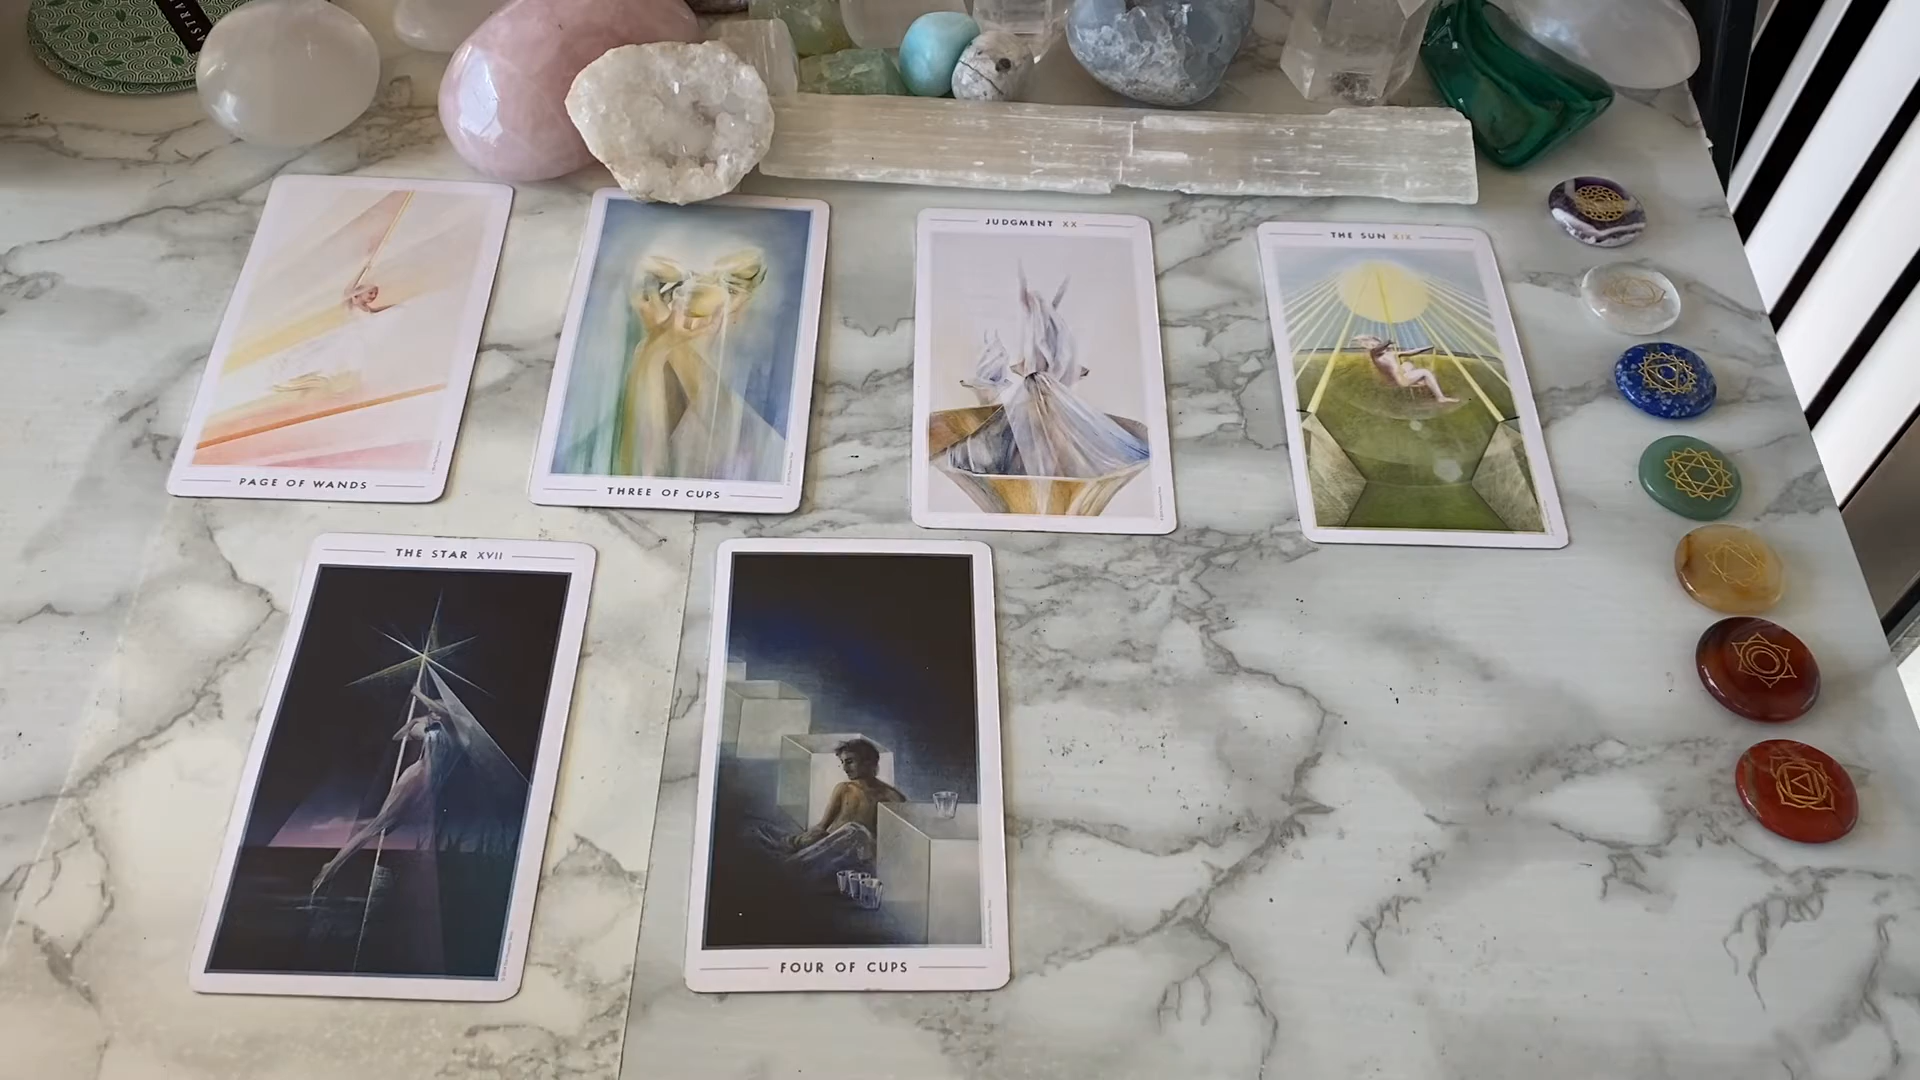 JUDGMENT XX
THE SUN XIX
PAGE OF WANDS
THREE OF CUPS
THE STAR XVII
FOUR OF CUPS